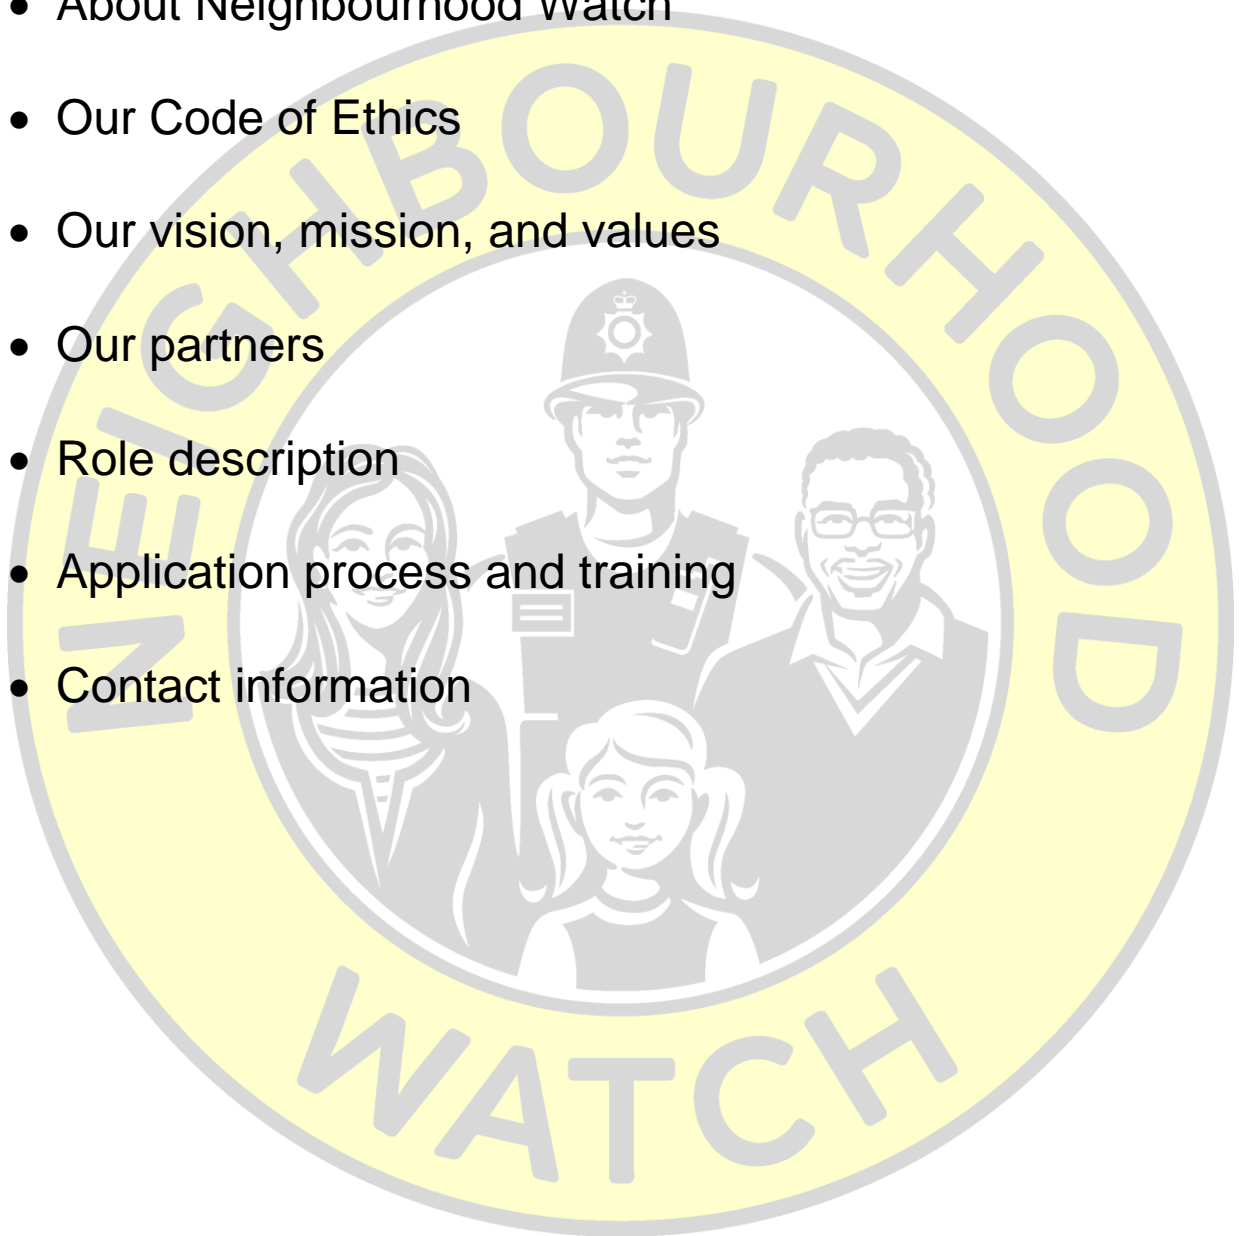 • About Neighbourhood Watch
• Our Code of Ethics
• Our vision, mission, and values
• Our partners
• Role description
• Application process and training
• Contact information
NEIGHBOURHOOD
WATCH